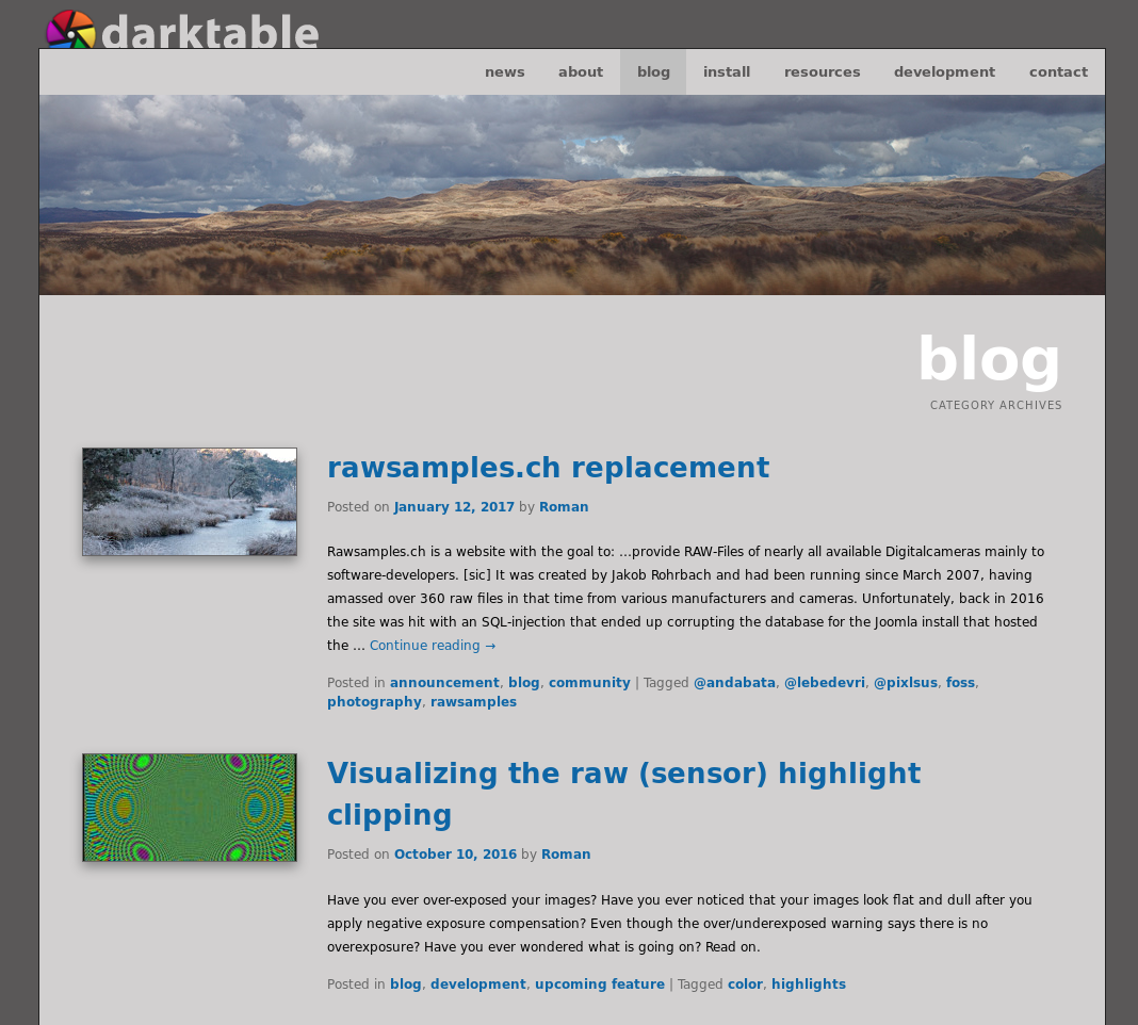 darktable
news about blog install resources development contact
blog
CATEGORY ARCHIVES
rawsamples.ch replacement
Posted on January 12, 2017 by Roman
Rawsamples.ch is a website with the goal to: ...provide RAW-Files of nearly all available Digitalcameras mainly to
software-developers. [sic] It was created by Jakob Rohrbach and had been running since March 2007, having
amassed over 360 raw files in that time from various manufacturers and cameras. Unfortunately, back in 2016
the site was hit with an SQL-injection that ended up corrupting the database for the Joomla install that hosted
the … Continue reading →
Posted in announcement, blog, community | Tagged @andabata, @lebedevri, @pixlsus, foss,
photography, rawsamples
Visualizing the raw (sensor) highlight
clipping
Posted on October 10, 2016 by Roman
Have you ever over-exposed your images? Have you ever noticed that your images look flat and dull after you
apply negative exposure compensation? Even though the over/underexposed warning says there is no
overexposure? Have you ever wondered what is going on? Read on.
Posted in blog, development, upcoming feature | Tagged color, highlights